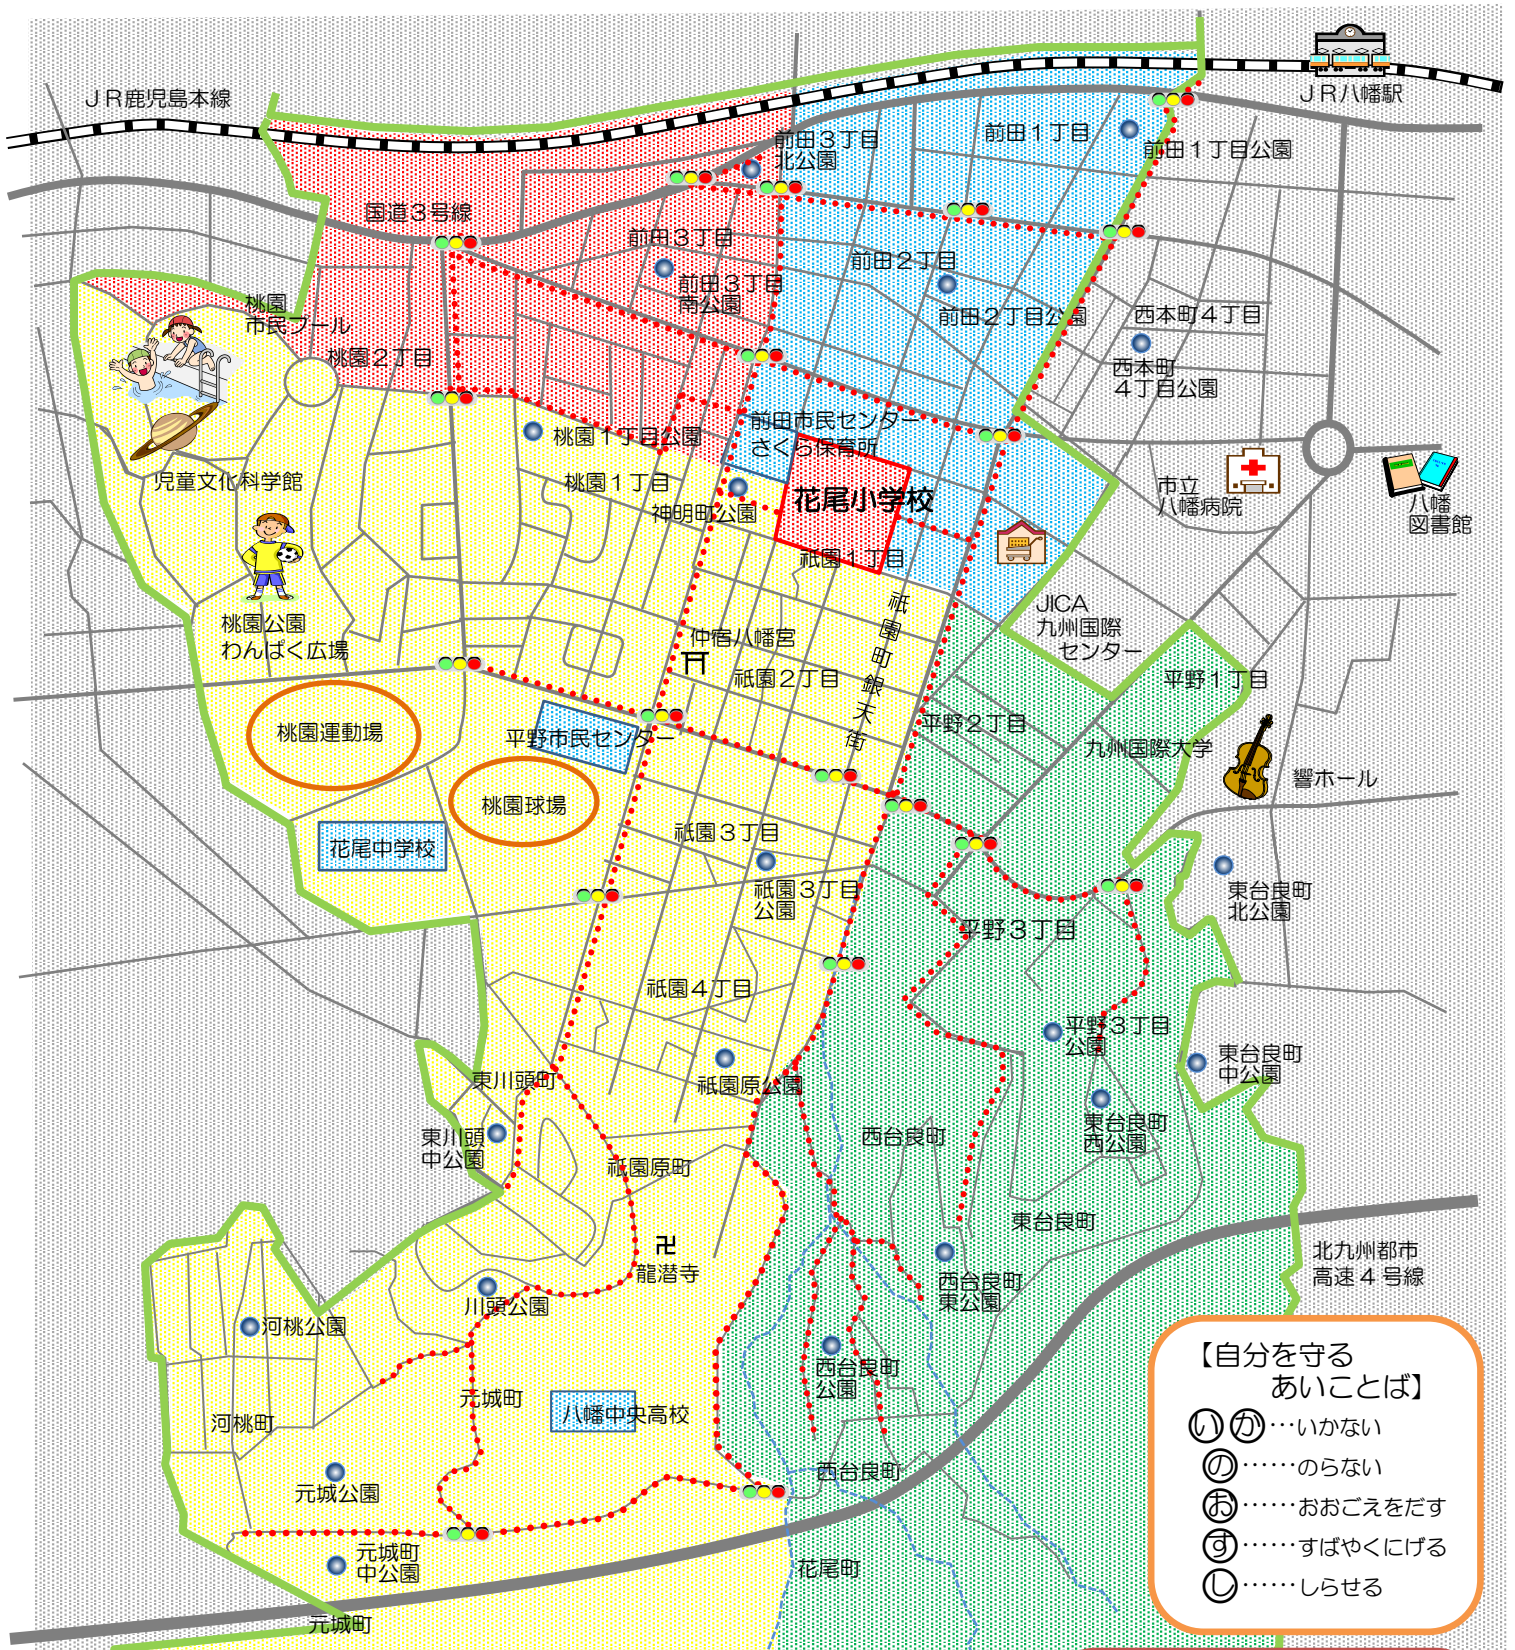 ＪＲ鹿児島本線
ＪＲ八幡駅
前田３丁目
北公園
前田１丁目
前田１丁目公園
国道３号線
前田３丁目
前田２丁目
前田３丁目
南公園
前田２丁目公園
桃園
市民プール
西本町４丁目
桃園２丁目
西本町
４丁目公園
前田市民センター
さくら保育所
桃園１丁目公園
児童文化科学館
桃園１丁目
神明町公園
花尾小学校
市立
八幡病院
八幡
図書館
祇園１丁目
JICA
九州国際
センター
桃園公園
わんぱく広場
仲宿八幡宮
祇園町銀天街
祇園２丁目
平野１丁目
桃園運動場
平野市民センター
平野２丁目
九州国際大学
響ホール
桃園球場
花尾中学校
祇園３丁目
祇園３丁目
公園
東台良町
北公園
平野３丁目
祇園４丁目
平野３丁目
公園
東台良町
中公園
東川頭町
祇園原公園
東川頭
中公園
西台良町
東台良町
西公園
祇園原町
東台良町
卍
龍潜寺
北九州都市
高速４号線
西台良町
東公園
川頭公園
河桃公園
西台良町
公園
元城町
八幡中央高校
河桃町
西台良町
元城公園
元城町
中公園
花尾町
元城町
【自分を守る
あいことば】
いか…いかない
の……のらない
お……おおごえをだす
す……すばやくにげる
し……しらせる